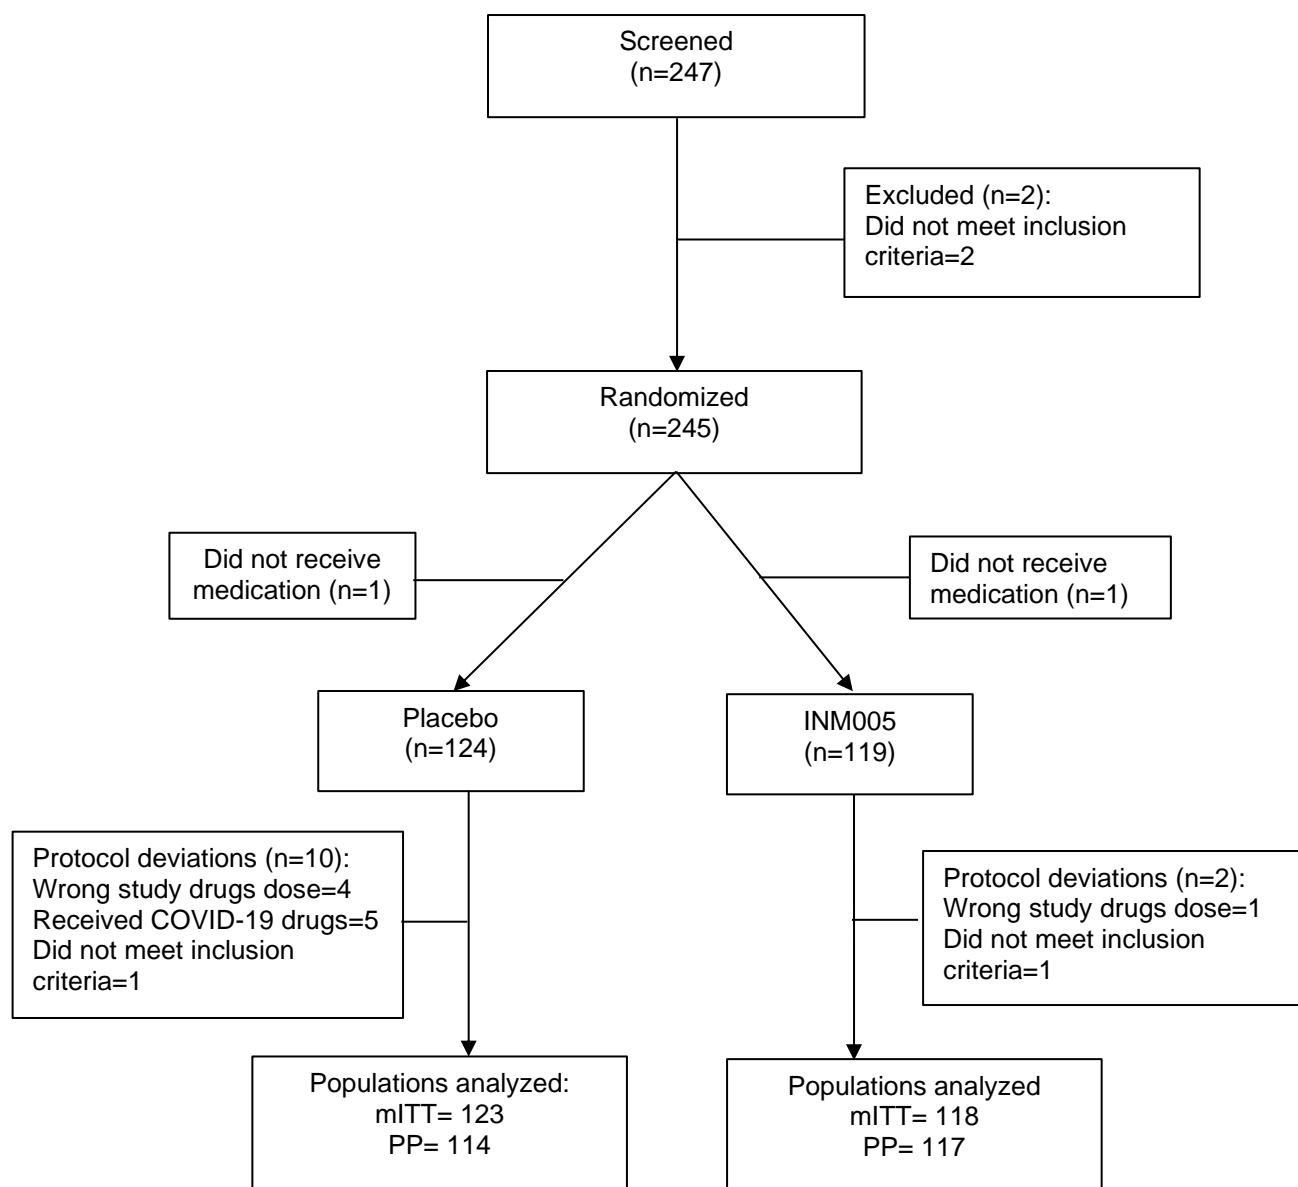 Screened
(n=247)
Excluded (n=2):
Did not meet inclusion
criteria=2
Randomized
(n=245)
Did not receive
medication (n=1)
Did not receive
medication (n=1)
Placebo
(n=124)
INM005
(n=119)
Protocol deviations (n=10):
Wrong study drugs dose=4
Received COVID-19 drugs=5
Did not meet inclusion
criteria=1
Protocol deviations (n=2):
Wrong study drugs dose=1
Did not meet inclusion
criteria=1
Populations analyzed:
mITT= 123
PP= 114
Populations analyzed
mITT= 118
PP= 117